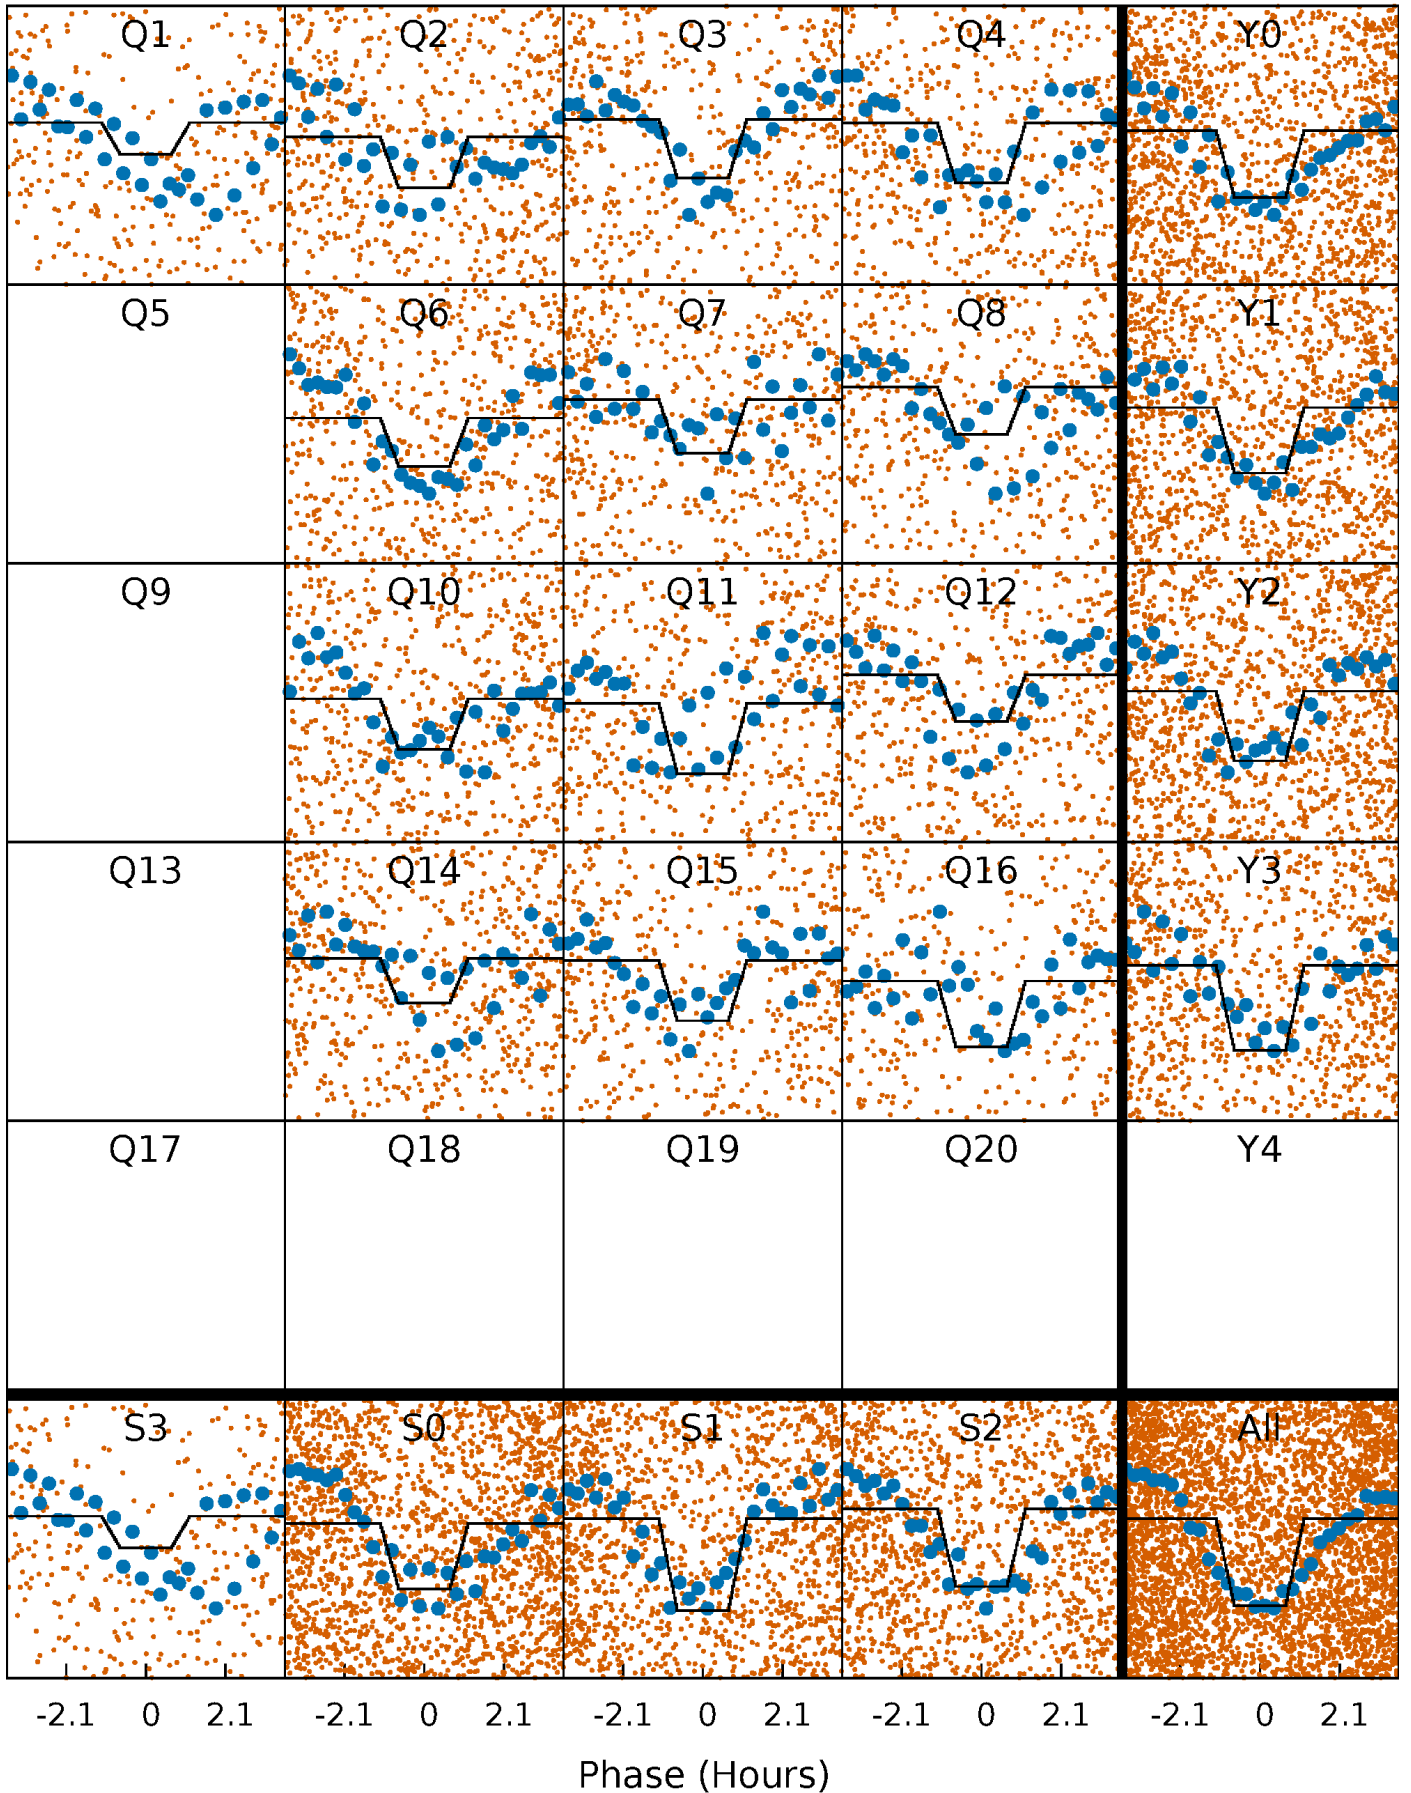 Q1 Q2 Q3 Q4 Y0
Q5 Q6 Q7 Q8 Y1
Q9 Q10 Q11 Q12 Y2
Q13 Q14 Q15 Q16 Y3
Q17 Q18 Q19 Q20 Y4
S3 S0 S1 S2 All
-2.1 0 2.1 -2.1 0 2.1 -2.1 0 2.1 -2.1 0 2.1 -2.1 0 2.1
Phase (Hours)